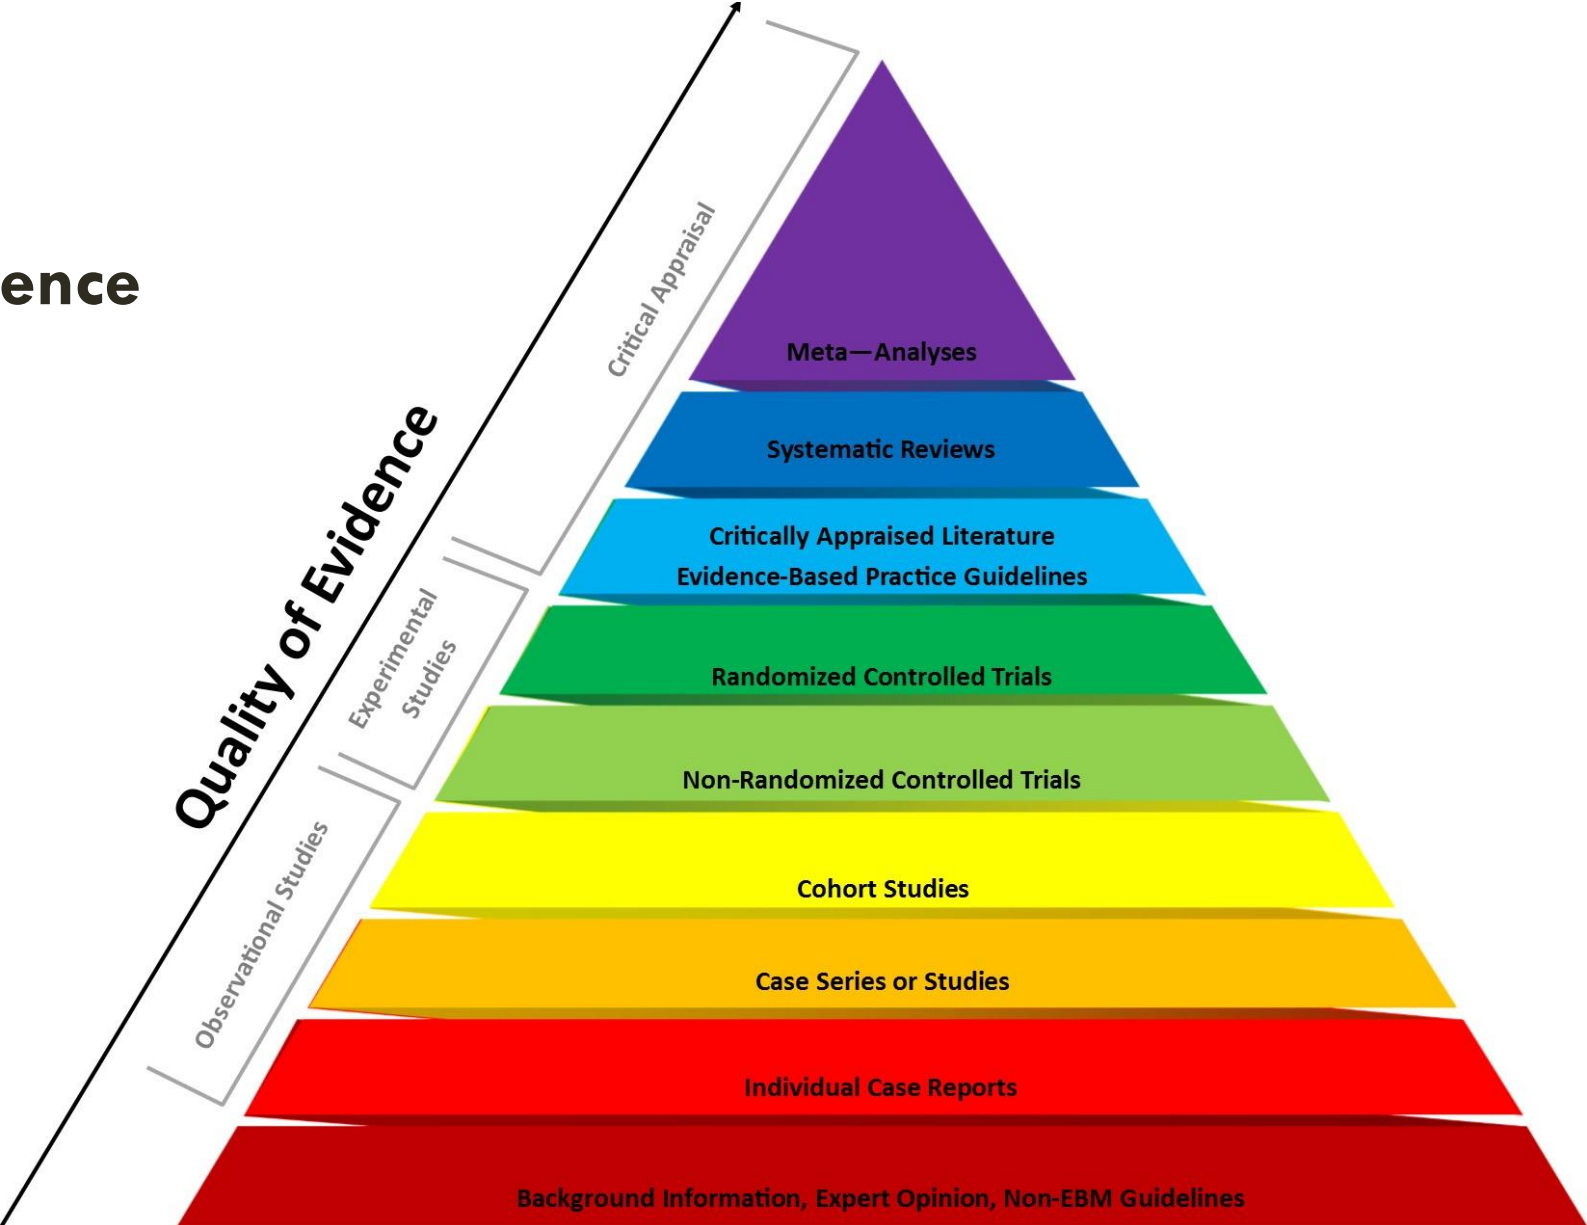 ence
Quality of Evidence
Critical Appraisal
Experimental
Studies
Observational Studies
Meta—Analyses
Systematic Reviews
Critically Appraised Literature
Evidence-Based Practice Guidelines
Randomized Controlled Trials
Non-Randomized Controlled Trials
Cohort Studies
Case Series or Studies
Individual Case Reports
Background Information, Expert Opinion, Non-EBM Guidelines